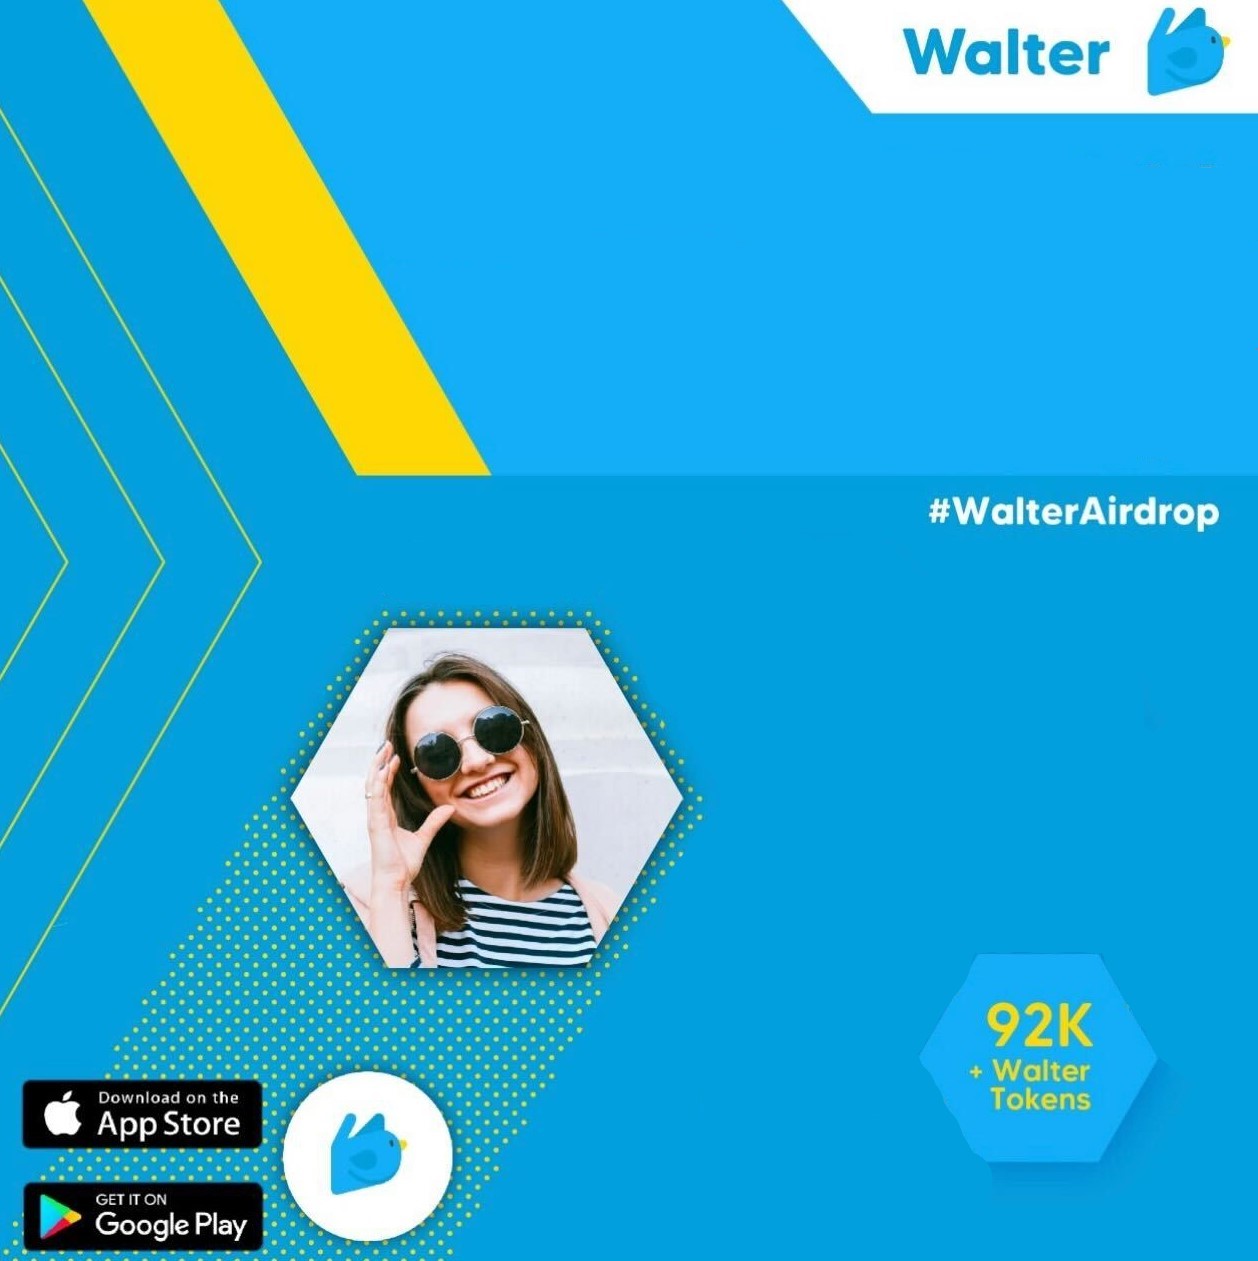 Walter
#WalterAirdrop
92K
+ Walter
Tokens
Download on the
App Store
GET IT ON
Google Play